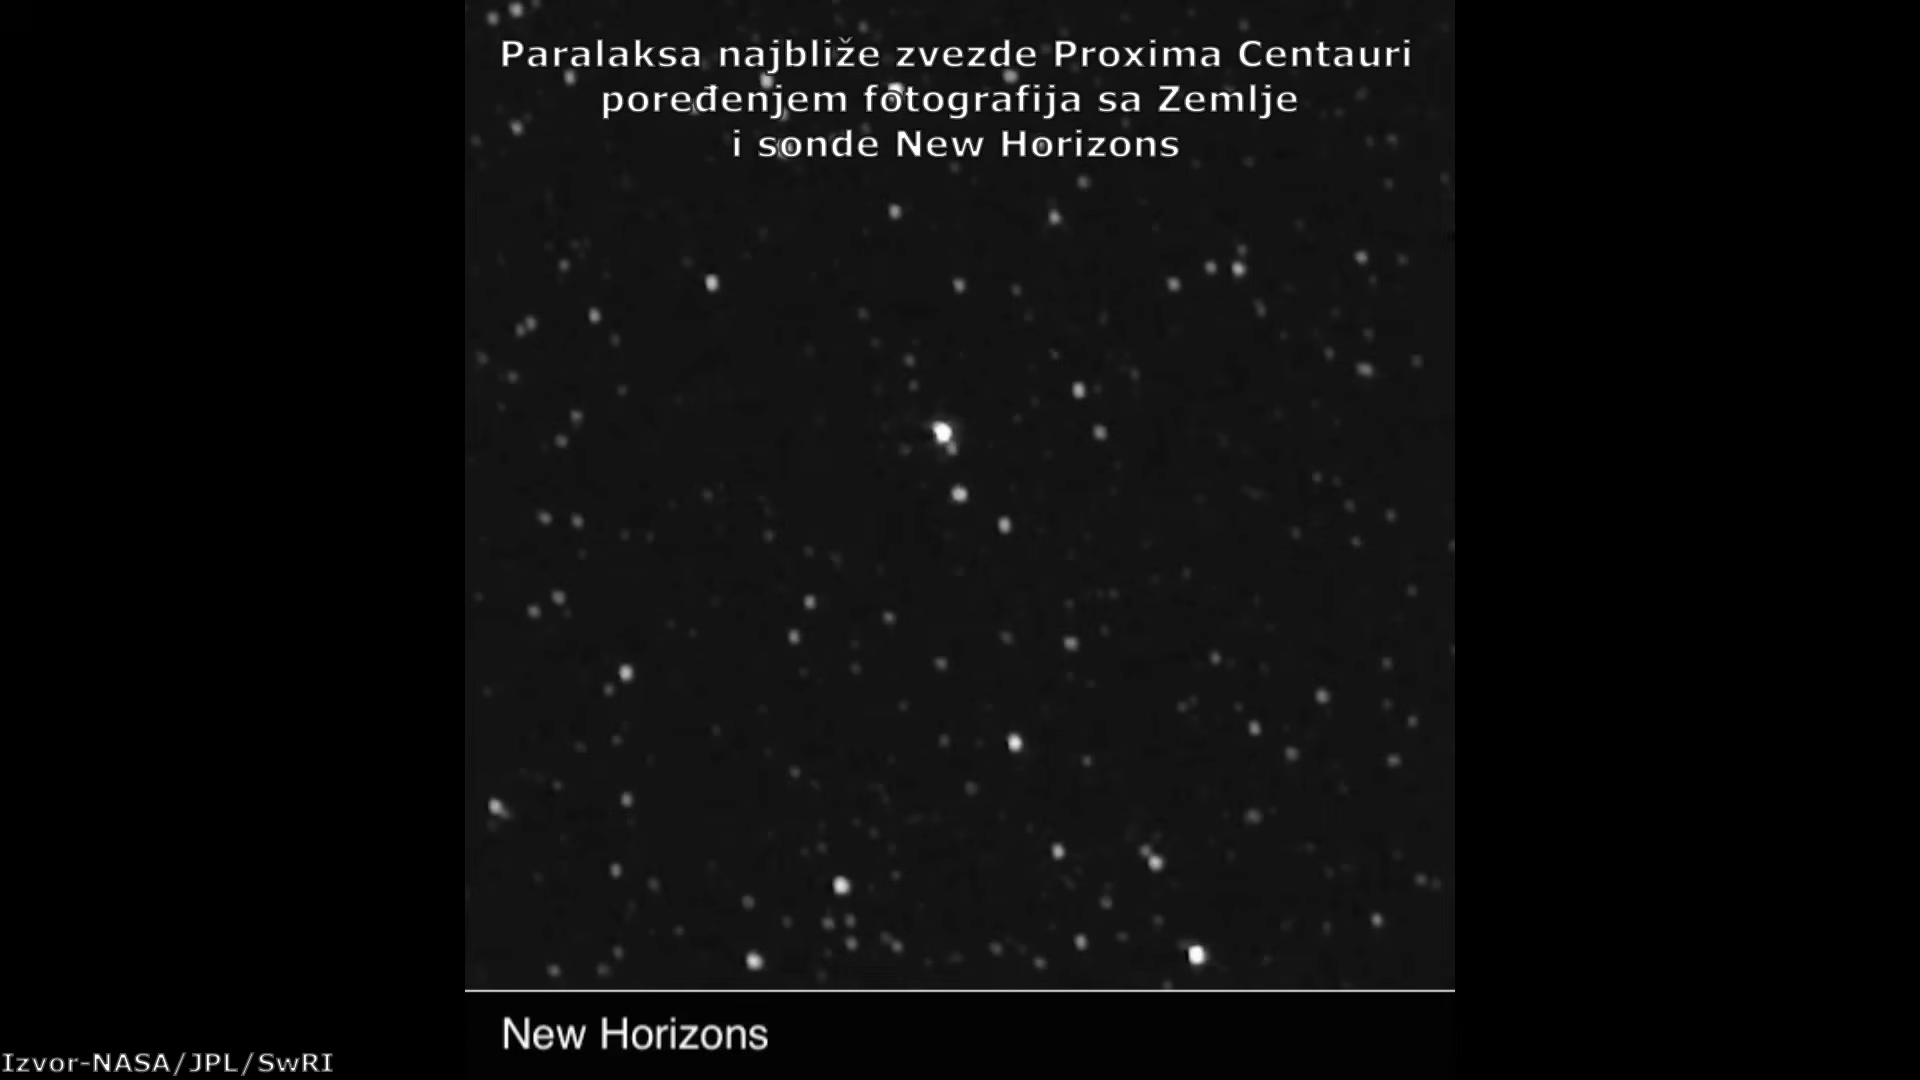 Paralaksa najbliže zvezde Proxima Centauri
poređenjem fotografija sa Zemlje
i sonde New Horizons
New Horizons
Izvor-NASA/JPL/SwRI